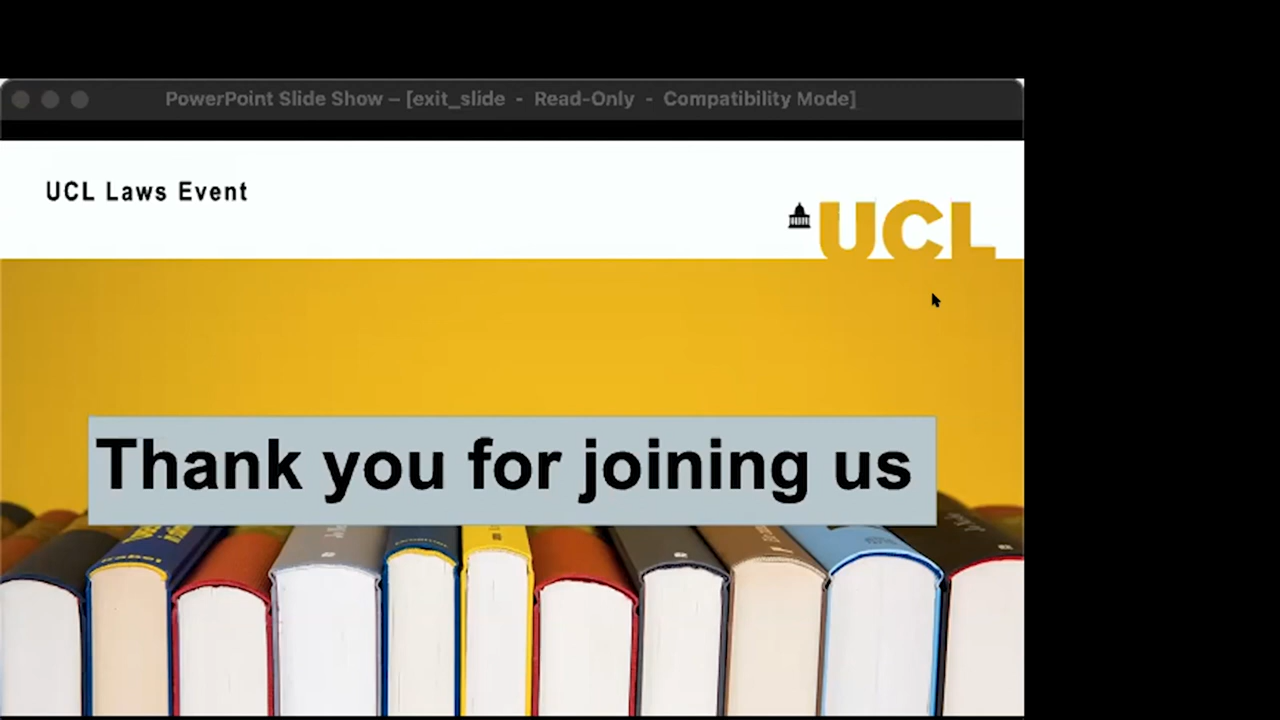 PowerPoint Slide Show – [exit_slide - Read-Only - Compatibility Mode]
UCL Laws Event
UCL
Thank you for joining us